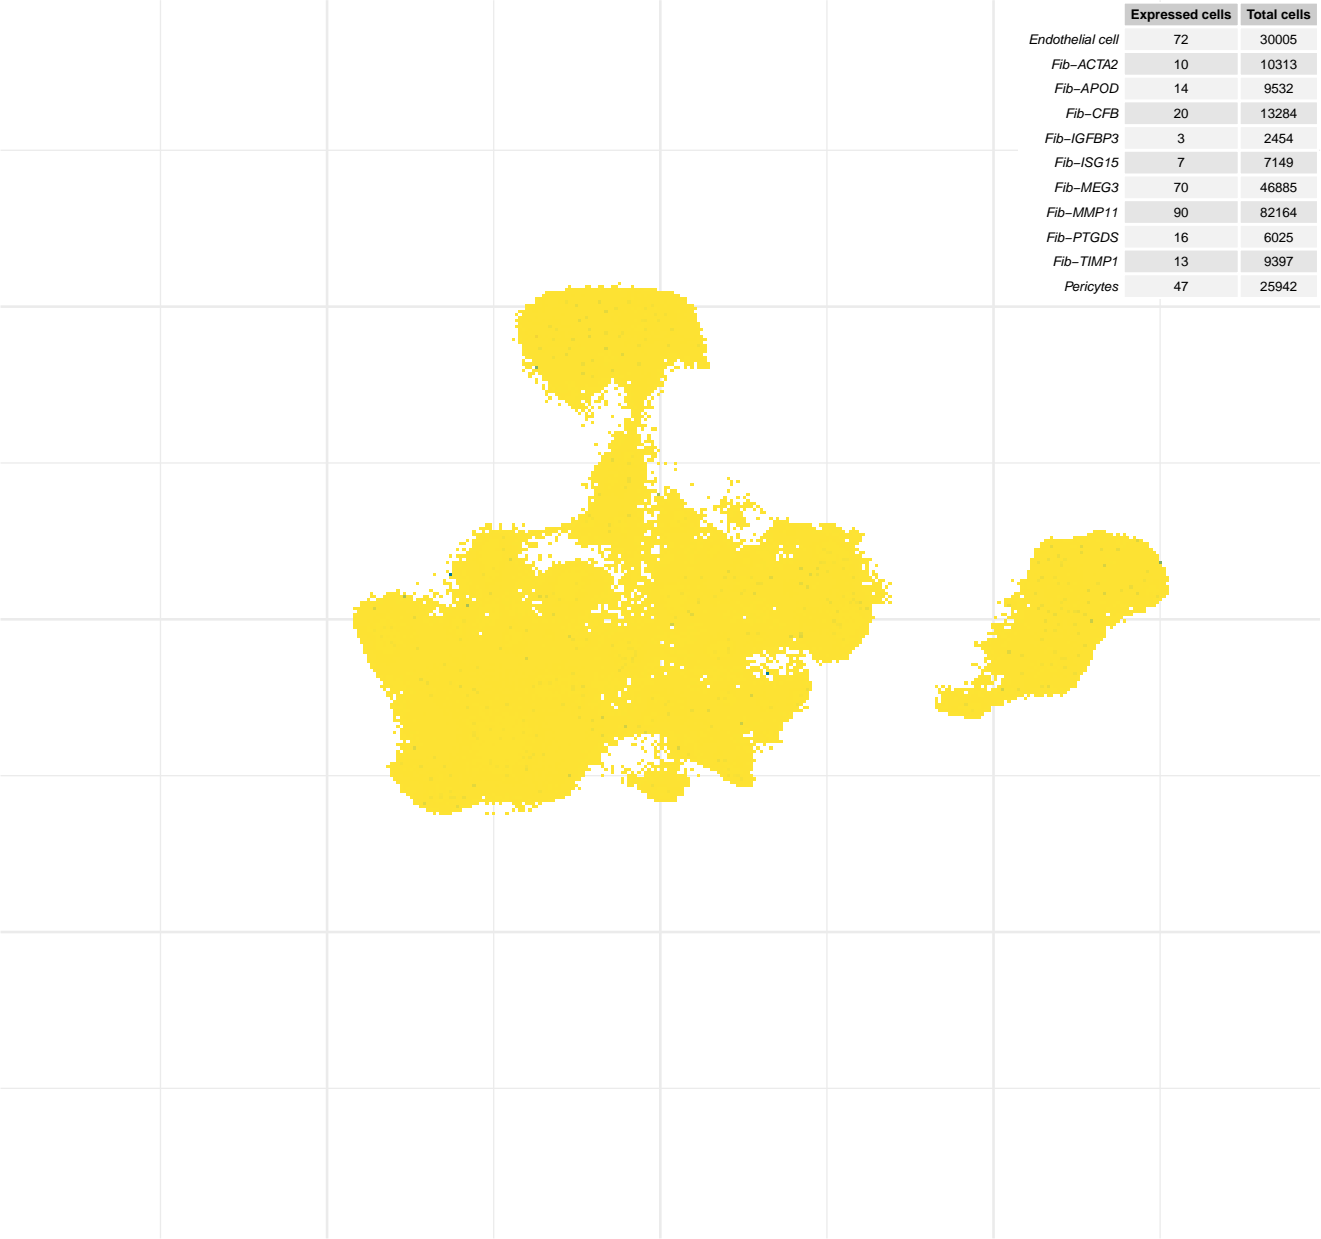 Expressed cells Total cells
Endothelial cell 72 30005
Fib−ACTA2 10 10313
Fib−APOD 14 9532
Fib−CFB 20 13284
Fib−IGFBP3 3 2454
Fib−ISG15 7 7149
Fib−MEG3 70 46885
Fib−MMP11 90 82164
Fib−PTGDS 16 6025
Fib−TIMP1 13 9397
Pericytes 47 25942